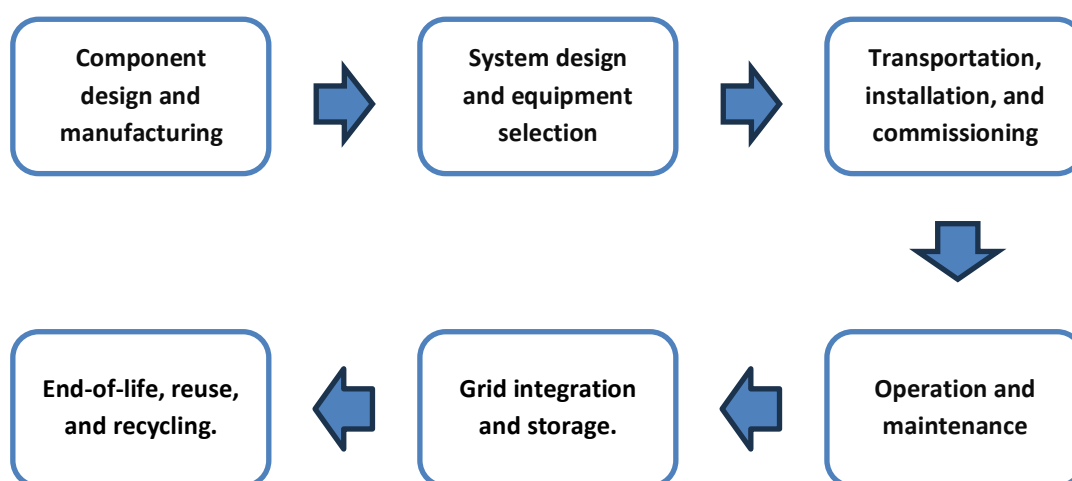 Component
design and
manufacturing
System design
and equipment
selection
Transportation,
installation, and
commissioning
Operation and
maintenance
Grid integration
and storage.
End-of-life, reuse,
and recycling.